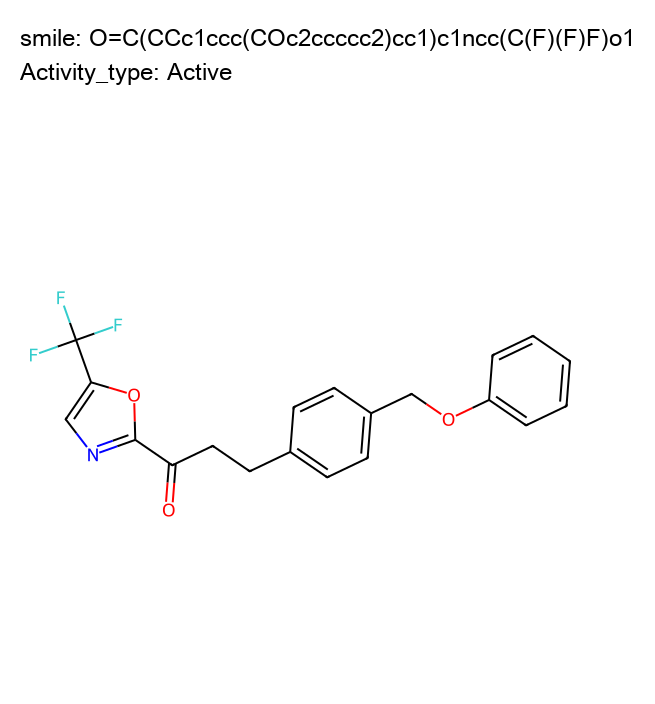 smile: O=C(CCc1ccc(COc2ccccc2)cc1)c1ncc(C(F)(F)F)o1
Activity_type: Active
F
F
F
O
N
O
O